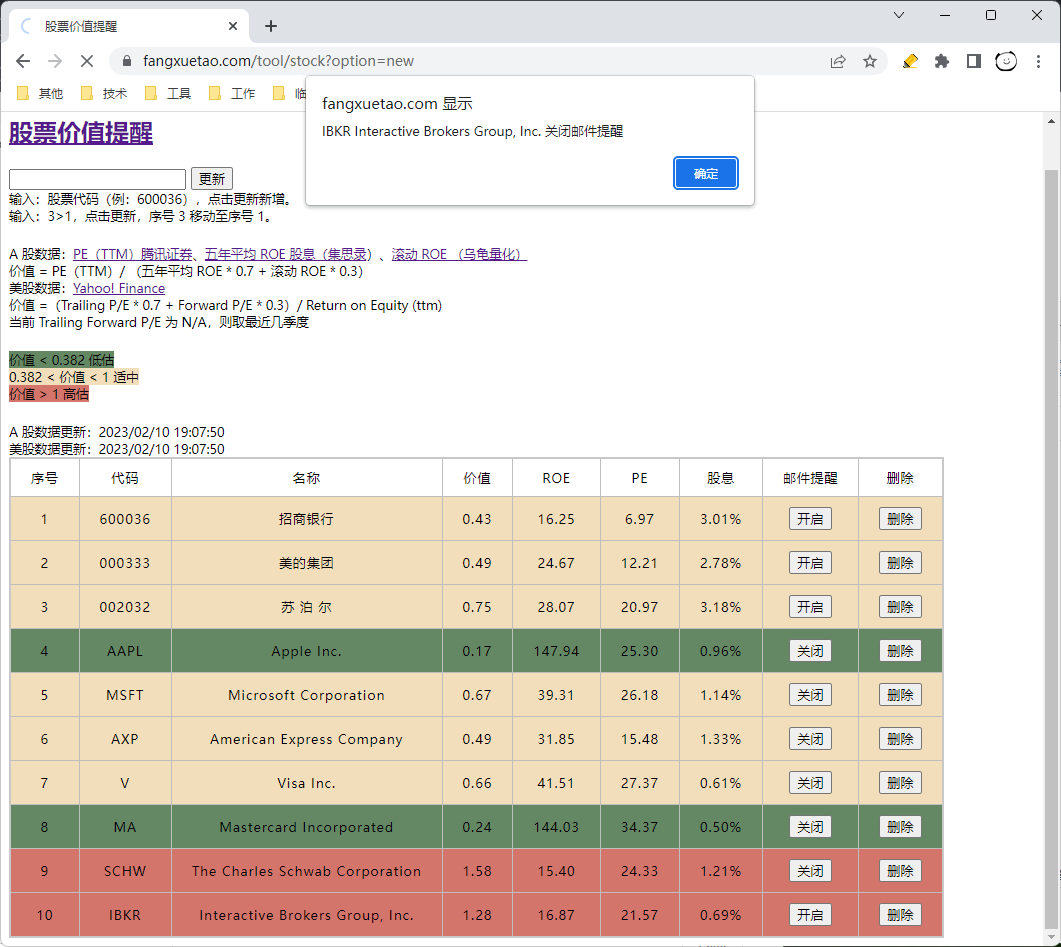 股票价值提醒
fangxuetao.com/tool/stock?option=new
其他 技术 工具 工作 临
fangxuetao.com 显示
IBKR Interactive Brokers Group, Inc. 关闭邮件提醒
确定
股票价值提醒
更新
输入：股票代码（例：600036），点击更新新增。
输入：3>1，点击更新，序号 3 移动至序号 1。
A 股数据：PE（TTM）腾讯证券、五年平均 ROE 股息（集思录）、滚动 ROE （乌龟量化）
价值 = PE（TTM）/ （五年平均 ROE * 0.7 + 滚动 ROE * 0.3）
美股数据：Yahoo! Finance
价值 =（Trailing P/E * 0.7 + Forward P/E * 0.3）/ Return on Equity (ttm)
当前 Trailing Forward P/E 为 N/A，则取最近几季度
价值 < 0.382 低估
0.382 < 价值 < 1 适中
价值 > 1 高估
A 股数据更新：2023/02/10 19:07:50
美股数据更新：2023/02/10 19:07:50
序号 代码 名称 价值 ROE PE 股息 邮件提醒 删除
1 600036 招商银行 0.43 16.25 6.97 3.01% 开启 删除
2 000333 美的集团 0.49 24.67 12.21 2.78% 开启 删除
3 002032 苏 泊 尔 0.75 28.07 20.97 3.18% 开启 删除
4 AAPL Apple Inc. 0.17 147.94 25.30 0.96% 关闭 删除
5 MSFT Microsoft Corporation 0.67 39.31 26.18 1.14% 关闭 删除
6 AXP American Express Company 0.49 31.85 15.48 1.33% 关闭 删除
7 V Visa Inc. 0.66 41.51 27.37 0.61% 关闭 删除
8 MA Mastercard Incorporated 0.24 144.03 34.37 0.50% 关闭 删除
9 SCHW The Charles Schwab Corporation 1.58 15.40 24.33 1.21% 关闭 删除
10 IBKR Interactive Brokers Group, Inc. 1.28 16.87 21.57 0.69% 开启 删除